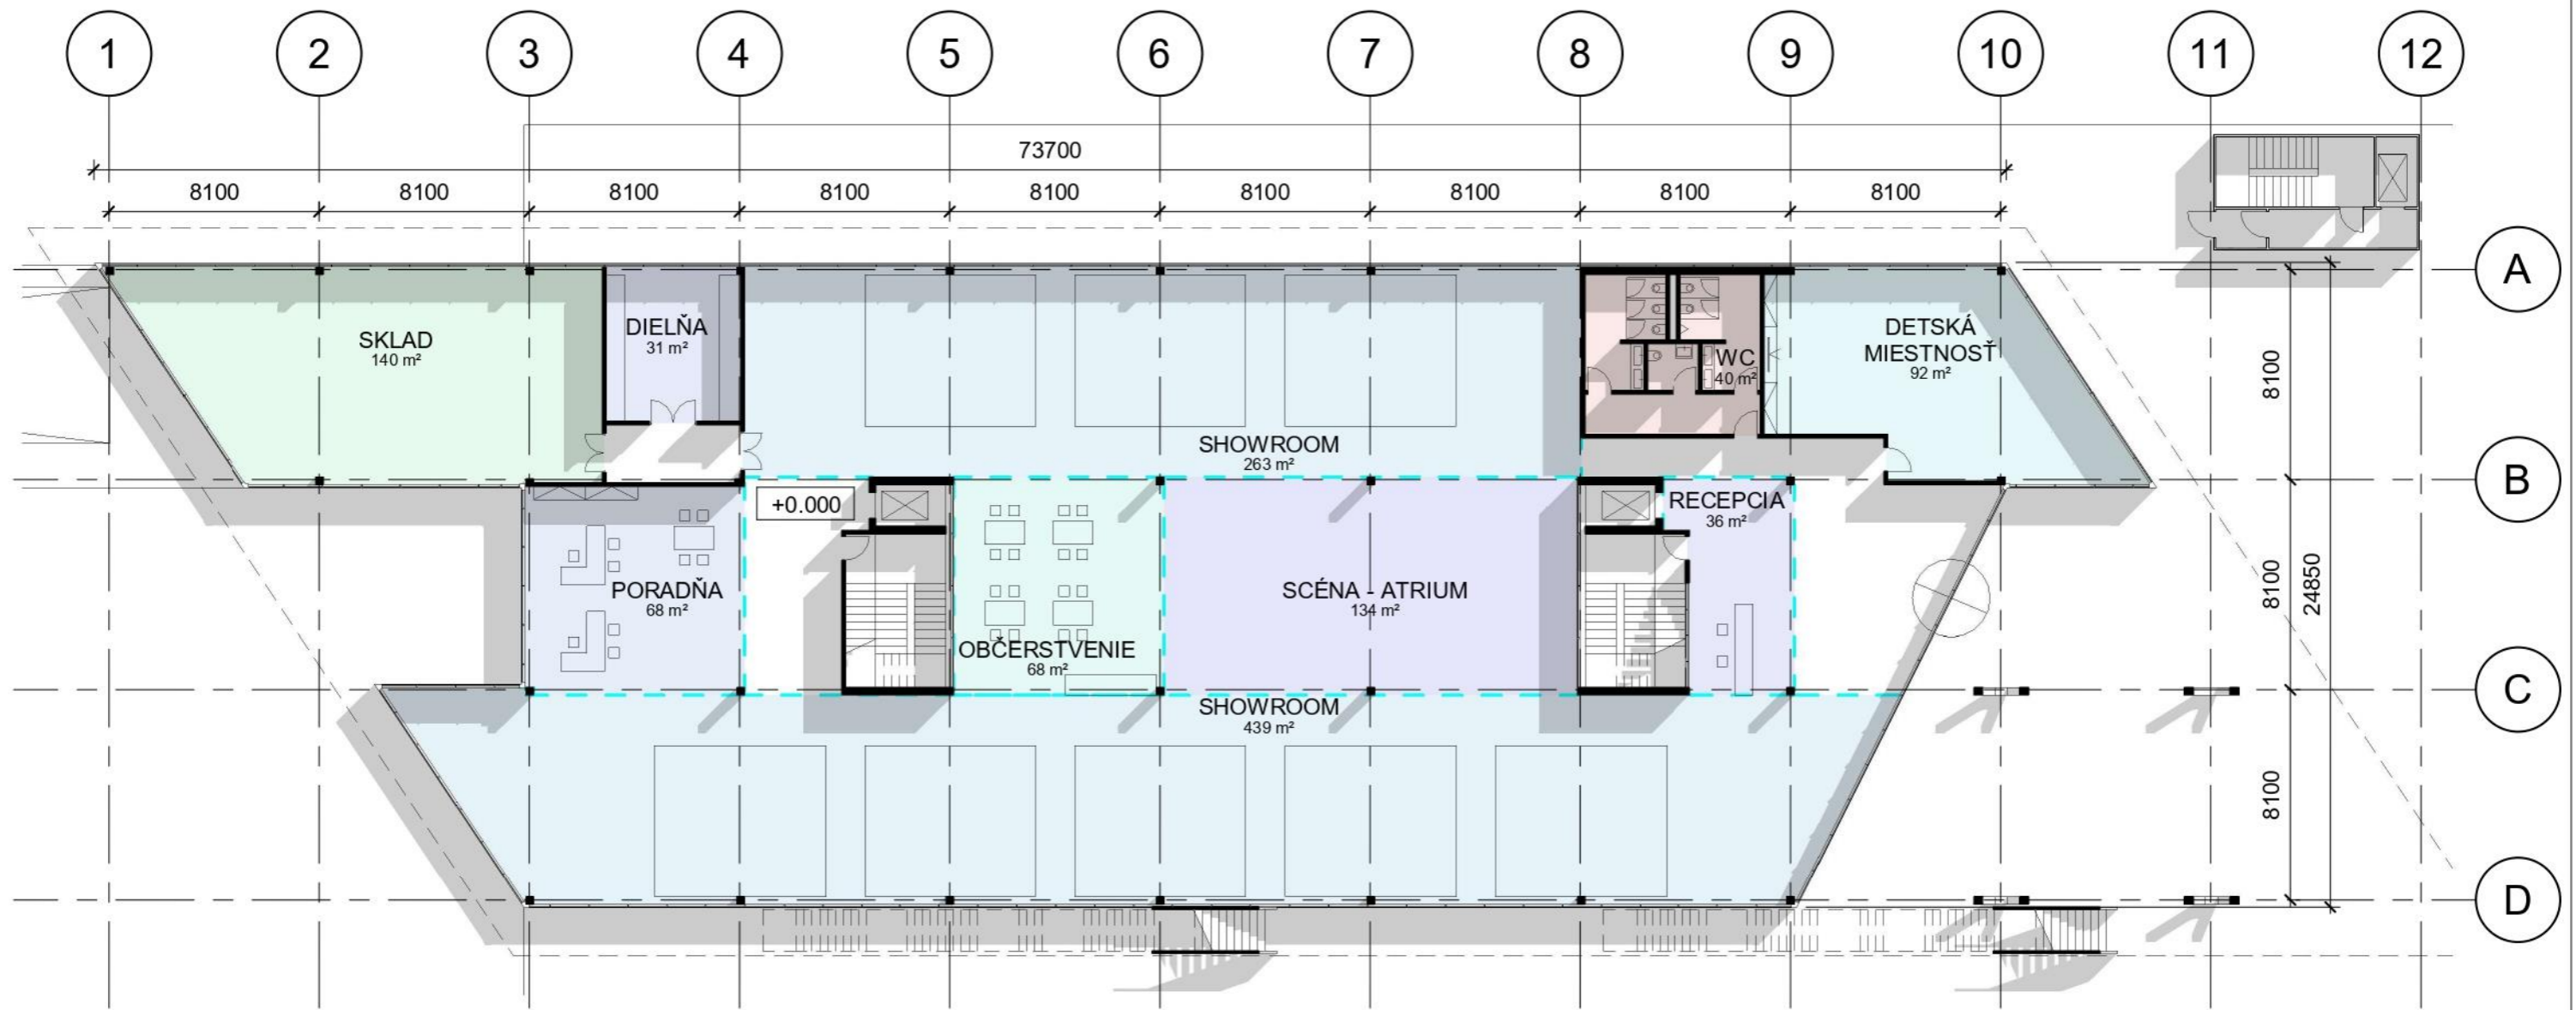 1 2 3 4 5 6 7 8 9 10 11 12
73700
8100 8100 8100 8100 8100 8100 8100 8100 8100
A
SKLAD
140 m²
DIELŇA
31 m²
DETSKÁ
MIESTNOSŤ
92 m²
WC
40 m²
8100
SHOWROOM
263 m²
B
+0.000
RECEPCIA
36 m²
PORADŇA
68 m²
SCÉNA - ATRIUM
134 m²
8100
24850
OBČERSTVENIE
68 m²
C
SHOWROOM
439 m²
8100
D